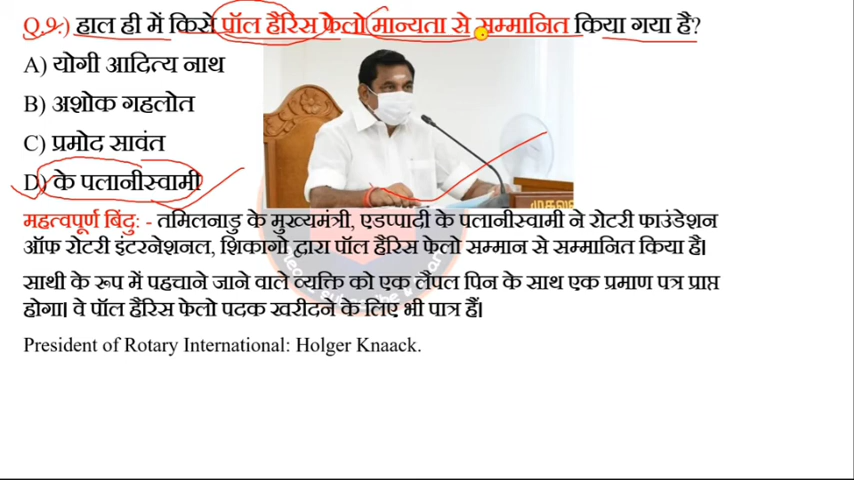 Q.9:) हाल ही में किसे प्रॉल हैरिस फेलो मान्यता से सम्मानित किया गया है?
A) योगी आदित्य नाथ
B) अशोक गहलोत
C) प्रमोद सावंत
D) के पलानीस्वामी
महत्वपूर्ण बिंदु: - तमिलनाडु के मुख्यमंत्री, एडप्पादी के पलानीस्वामी ने रोटरी फाउंडेशन
ऑफ रोटरी इंटरनेशनल, शिकागो द्वारा पॉल हैरिस फेलो सम्मान से सम्मानित किया है।
साथी के रूप में पहचाने जाने वाले व्यक्ति को एक लैपल पिन के साथ एक प्रमाण पत्र प्राप्त
होगा। वे पॉल हैरिस फेलो पदक खरीदने के लिए भी पात्र हैं।
President of Rotary International: Holger Knaack.